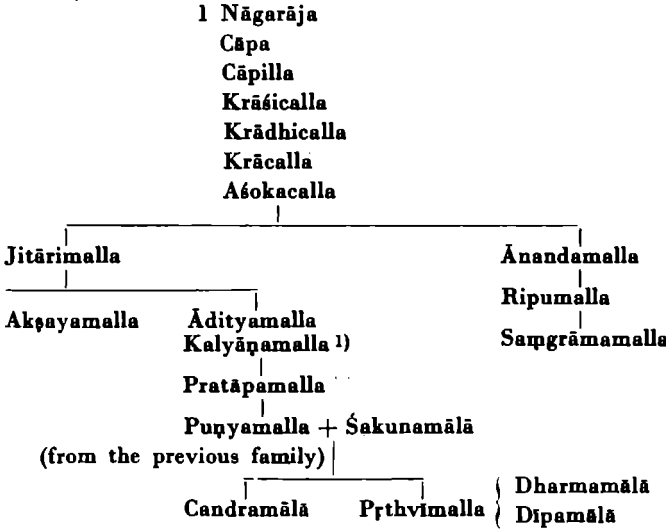 1 Nāgarāja
Cāpa
Cāpilla
Krāśicalla
Krādhicalla
Krācalla
Aśokacalla
Jitārimalla Ānandamalla
Ripumalla
Akṣayamalla Ādityamalla
Kalyāṇamalla 1) Saṃgrāmamalla
Pratāpamalla
Puṇyamalla + Śakunamālā
(from the previous family)
Candramālā Pṛthvīmalla { Dharmamālā
Dīpamālā